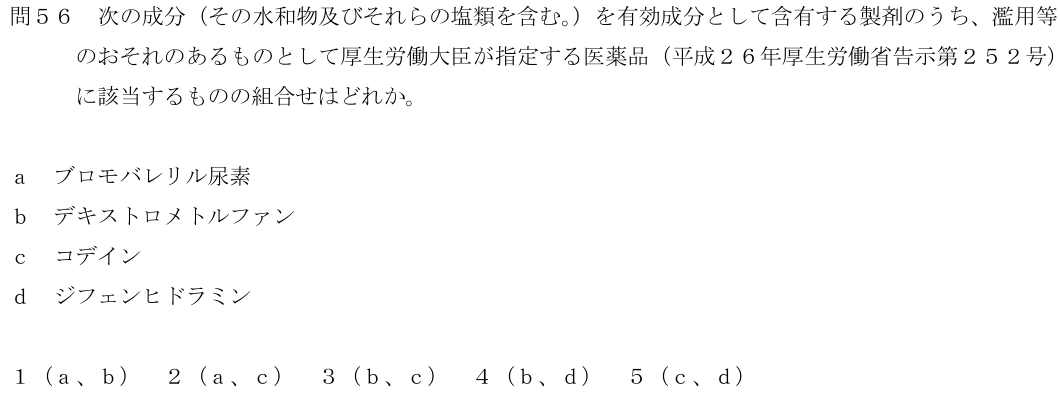 問５６　次の成分（その水和物及びそれらの塩類を含む。）を有効成分として含有する製剤のうち、濫用等
のおそれのあるものとして厚生労働大臣が指定する医薬品（平成２６年厚生労働省告示第２５２号）
に該当するものの組合せはどれか。
ａ　ブロモバレリル尿素
ｂ　デキストロメトルファン
ｃ　コデイン
ｄ　ジフェンヒドラミン
１（ａ、ｂ）　２（ａ、ｃ）　３（ｂ、ｃ）　４（ｂ、ｄ）　５（ｃ、ｄ）